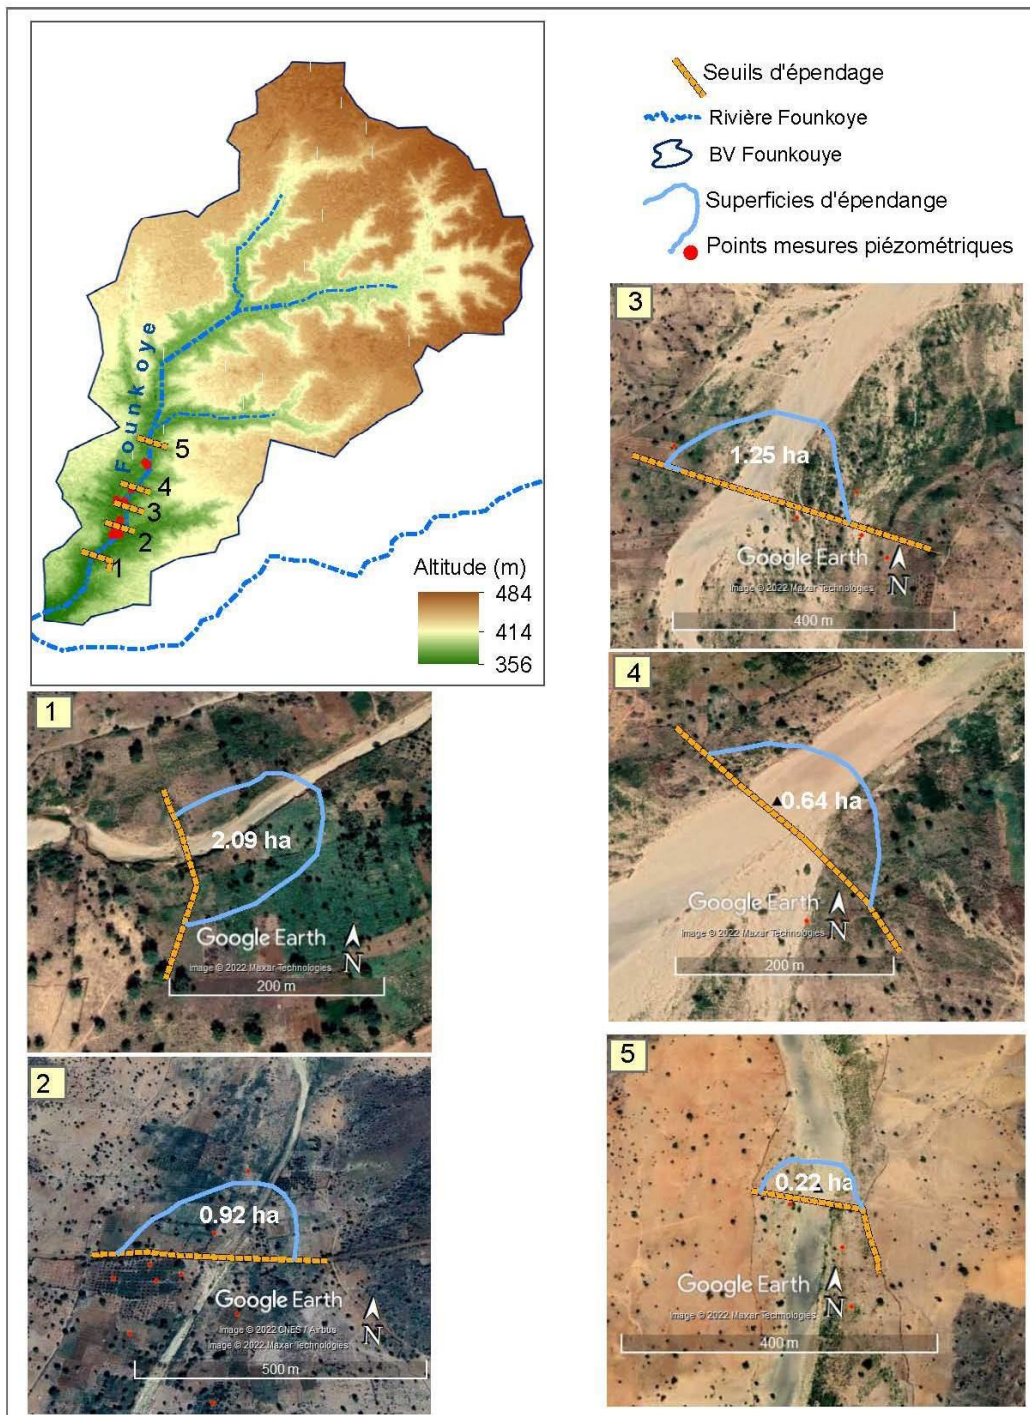 Seuils d'épendage
Rivière Founkoye
BV Founkouye
Superficies d'épendange
Points mesures piézométriques
Founkoye
5
4
3
2
1
Altitude (m)
484
414
356
3
1.25 ha
Google Earth
Image © 2022 Maxar Technologies
N
400 m
1
2.09 ha
Google Earth
Image © 2022 Maxar Technologies
N
200 m
4
0.64 ha
Google Earth
Image © 2022 Maxar Technologies
N
200 m
2
0.92 ha
Google Earth
Image © 2022 CNES / Airbus
Image © 2022 Maxar Technologies
N
500 m
5
0.22 ha
Google Earth
Image © 2022 Maxar Technologies
N
400 m